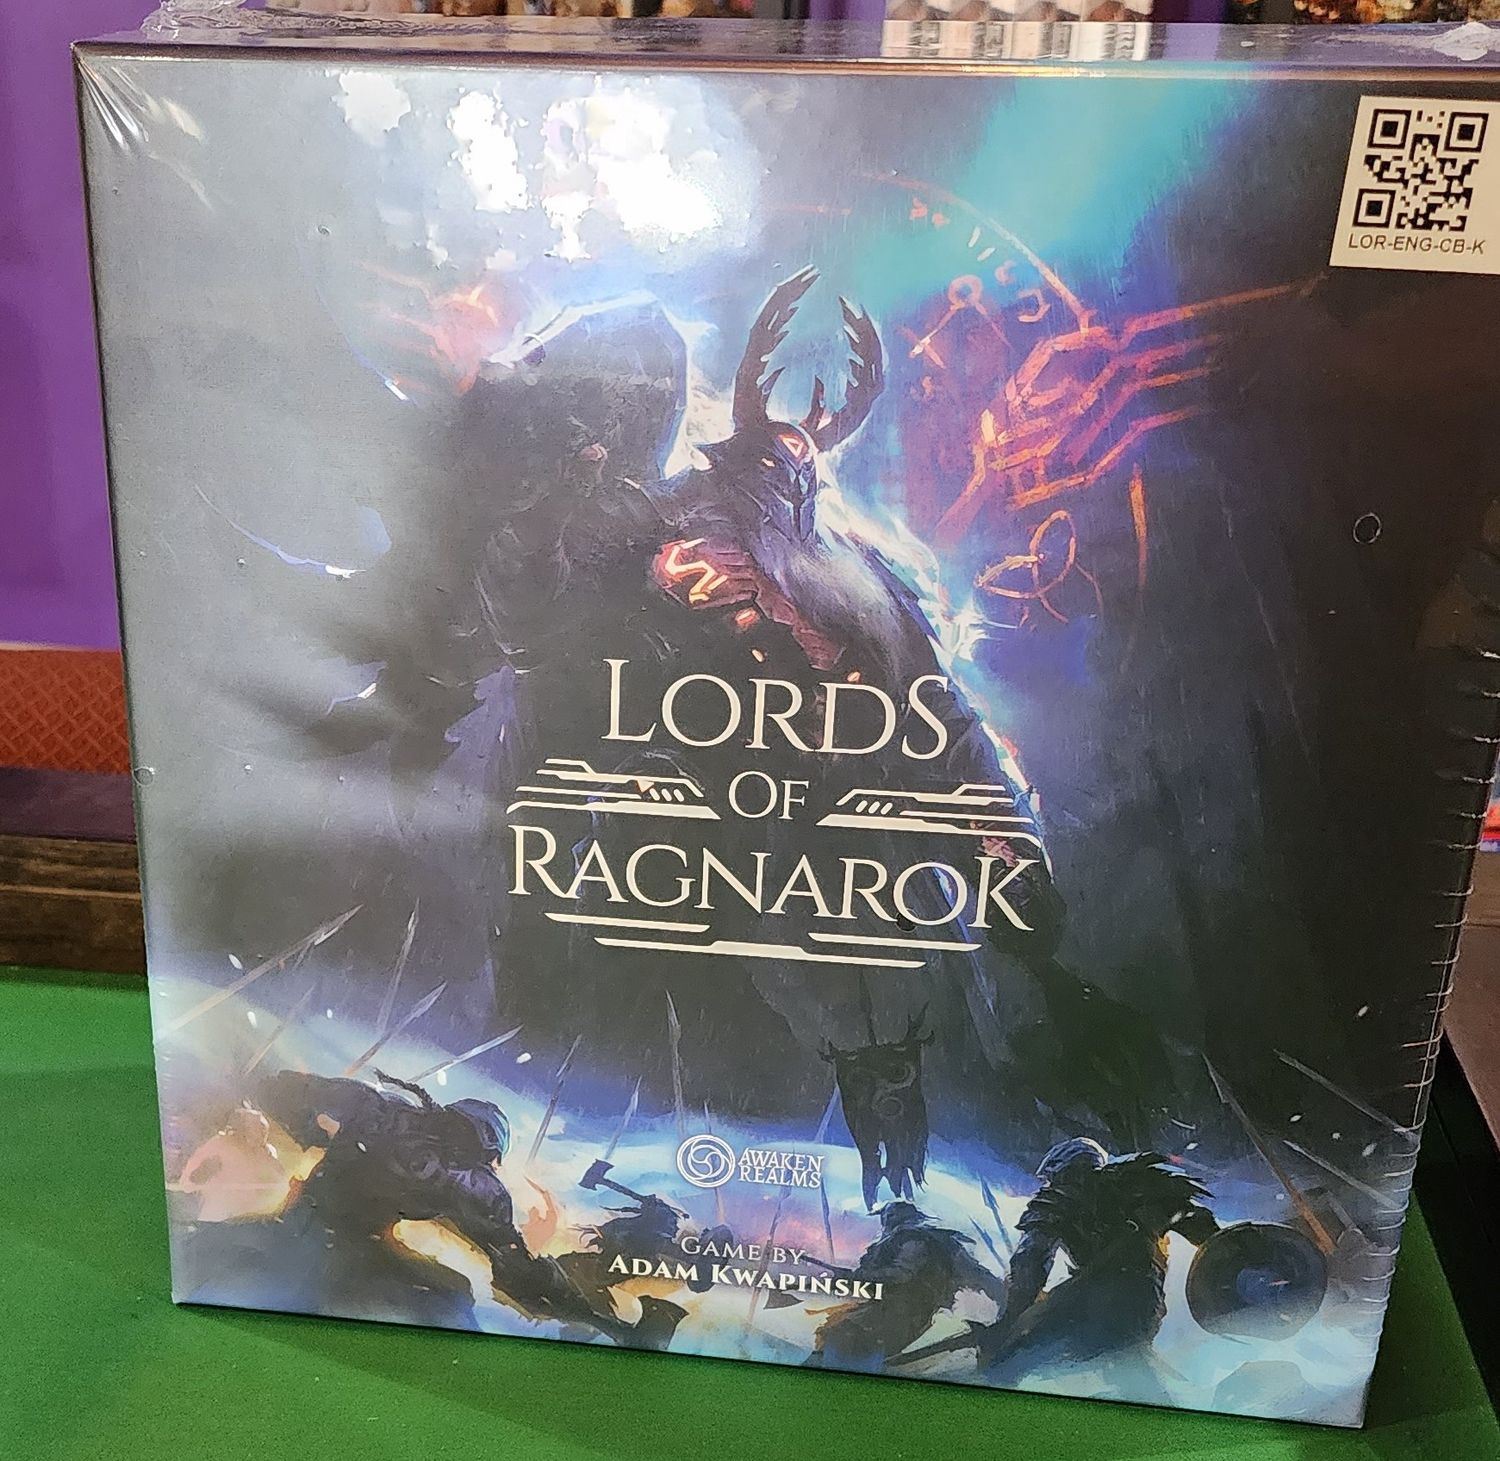 LOR-ENG-CB-K
LORDS
OF
RAGNAROK
AWAKEN
REALMS
GAME BY
ADAM KWAPIŃSKI